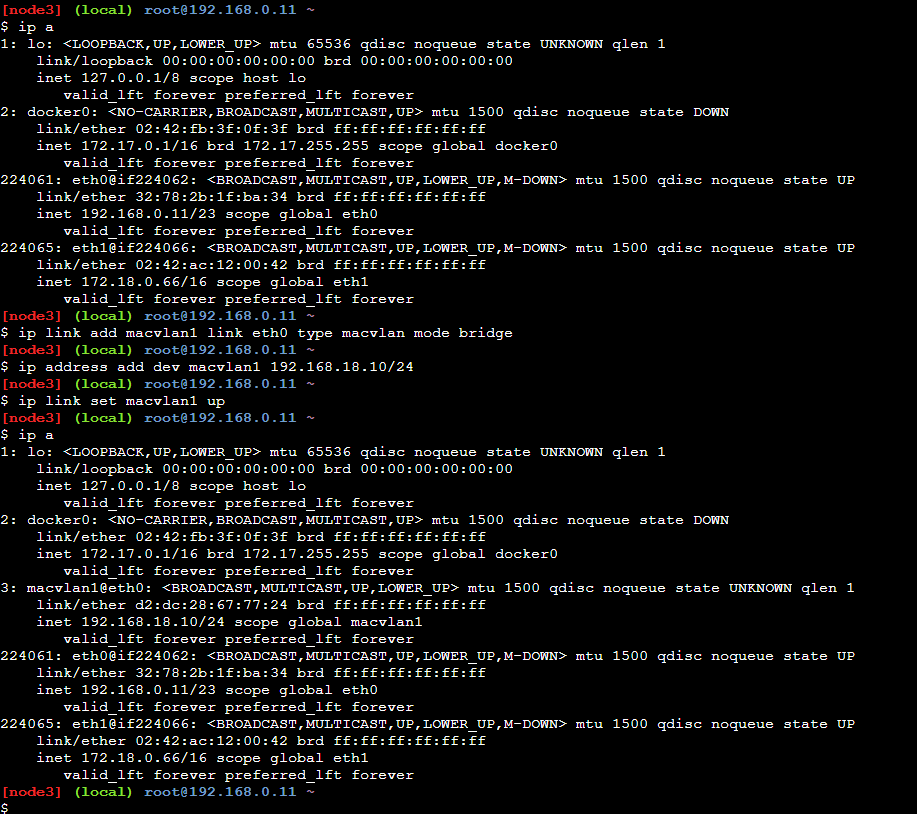 [node3] (local) root@192.168.0.11 ~
$ ip a
1: lo: <LOOPBACK,UP,LOWER_UP> mtu 65536 qdisc noqueue state UNKNOWN qlen 1
    link/loopback 00:00:00:00:00:00 brd 00:00:00:00:00:00
    inet 127.0.0.1/8 scope host lo
       valid_lft forever preferred_lft forever
2: docker0: <NO-CARRIER,BROADCAST,MULTICAST,UP> mtu 1500 qdisc noqueue state DOWN
    link/ether 02:42:fb:3f:0f:3f brd ff:ff:ff:ff:ff:ff
    inet 172.17.0.1/16 brd 172.17.255.255 scope global docker0
       valid_lft forever preferred_lft forever
224061: eth0@if224062: <BROADCAST,MULTICAST,UP,LOWER_UP,M-DOWN> mtu 1500 qdisc noqueue state UP
    link/ether 32:78:2b:1f:ba:34 brd ff:ff:ff:ff:ff:ff
    inet 192.168.0.11/23 scope global eth0
       valid_lft forever preferred_lft forever
224065: eth1@if224066: <BROADCAST,MULTICAST,UP,LOWER_UP,M-DOWN> mtu 1500 qdisc noqueue state UP
    link/ether 02:42:ac:12:00:42 brd ff:ff:ff:ff:ff:ff
    inet 172.18.0.66/16 scope global eth1
       valid_lft forever preferred_lft forever
[node3] (local) root@192.168.0.11 ~
$ ip link add macvlan1 link eth0 type macvlan mode bridge
[node3] (local) root@192.168.0.11 ~
$ ip address add dev macvlan1 192.168.18.10/24
[node3] (local) root@192.168.0.11 ~
$ ip link set macvlan1 up
[node3] (local) root@192.168.0.11 ~
$ ip a
1: lo: <LOOPBACK,UP,LOWER_UP> mtu 65536 qdisc noqueue state UNKNOWN qlen 1
    link/loopback 00:00:00:00:00:00 brd 00:00:00:00:00:00
    inet 127.0.0.1/8 scope host lo
       valid_lft forever preferred_lft forever
2: docker0: <NO-CARRIER,BROADCAST,MULTICAST,UP> mtu 1500 qdisc noqueue state DOWN
    link/ether 02:42:fb:3f:0f:3f brd ff:ff:ff:ff:ff:ff
    inet 172.17.0.1/16 brd 172.17.255.255 scope global docker0
       valid_lft forever preferred_lft forever
3: macvlan1@eth0: <BROADCAST,MULTICAST,UP,LOWER_UP> mtu 1500 qdisc noqueue state UNKNOWN qlen 1
    link/ether d2:dc:28:67:77:24 brd ff:ff:ff:ff:ff:ff
    inet 192.168.18.10/24 scope global macvlan1
       valid_lft forever preferred_lft forever
224061: eth0@if224062: <BROADCAST,MULTICAST,UP,LOWER_UP,M-DOWN> mtu 1500 qdisc noqueue state UP
    link/ether 32:78:2b:1f:ba:34 brd ff:ff:ff:ff:ff:ff
    inet 192.168.0.11/23 scope global eth0
       valid_lft forever preferred_lft forever
224065: eth1@if224066: <BROADCAST,MULTICAST,UP,LOWER_UP,M-DOWN> mtu 1500 qdisc noqueue state UP
    link/ether 02:42:ac:12:00:42 brd ff:ff:ff:ff:ff:ff
    inet 172.18.0.66/16 scope global eth1
       valid_lft forever preferred_lft forever
[node3] (local) root@192.168.0.11 ~
$